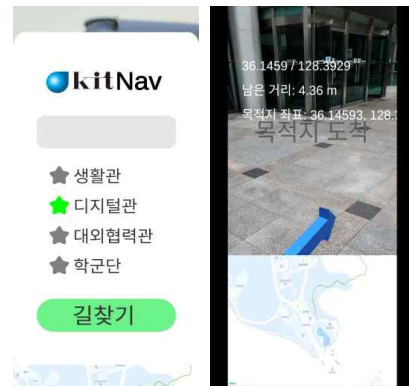 kitNav
생활관
디지털관
대외협력관
학군단
길찾기
36.1459 / 128.3929
남은 거리: 4.36 m
목적지 좌표: 36.14593, 128.
목적지 도착